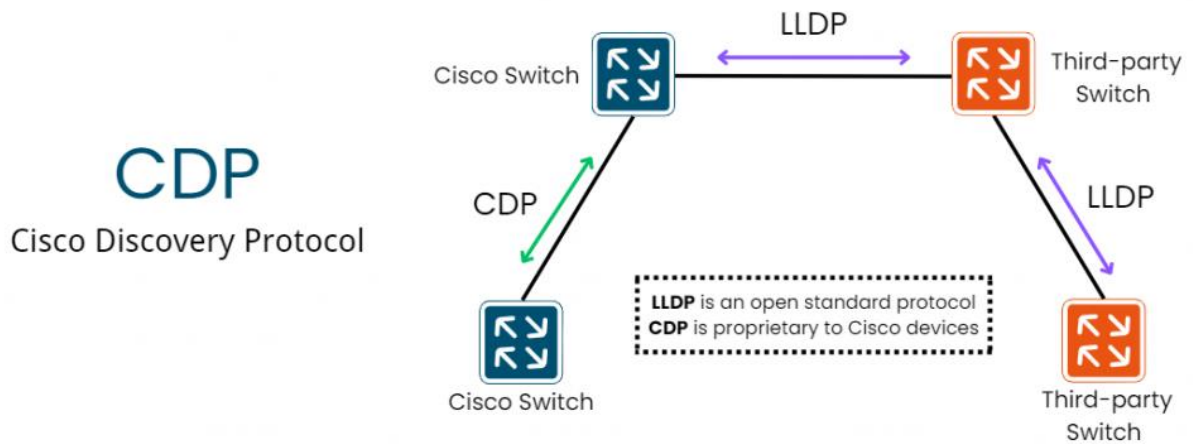 CDP
Cisco Discovery Protocol
LLDP
Cisco Switch
Third-party
Switch
CDP
LLDP
LLDP is an open standard protocol
CDP is proprietary to Cisco devices
Cisco Switch
Third-party
Switch